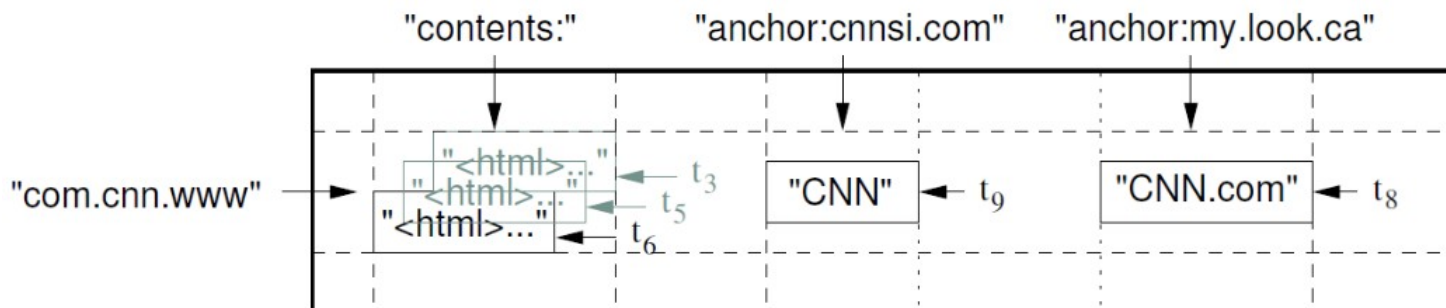 "contents:" "anchor:cnnsi.com" "anchor:my.look.ca"
"<html>..." t3
"com.cnn.www" "<html>..." t5 "CNN" t9 "CNN.com" t8
"<html>..." t6